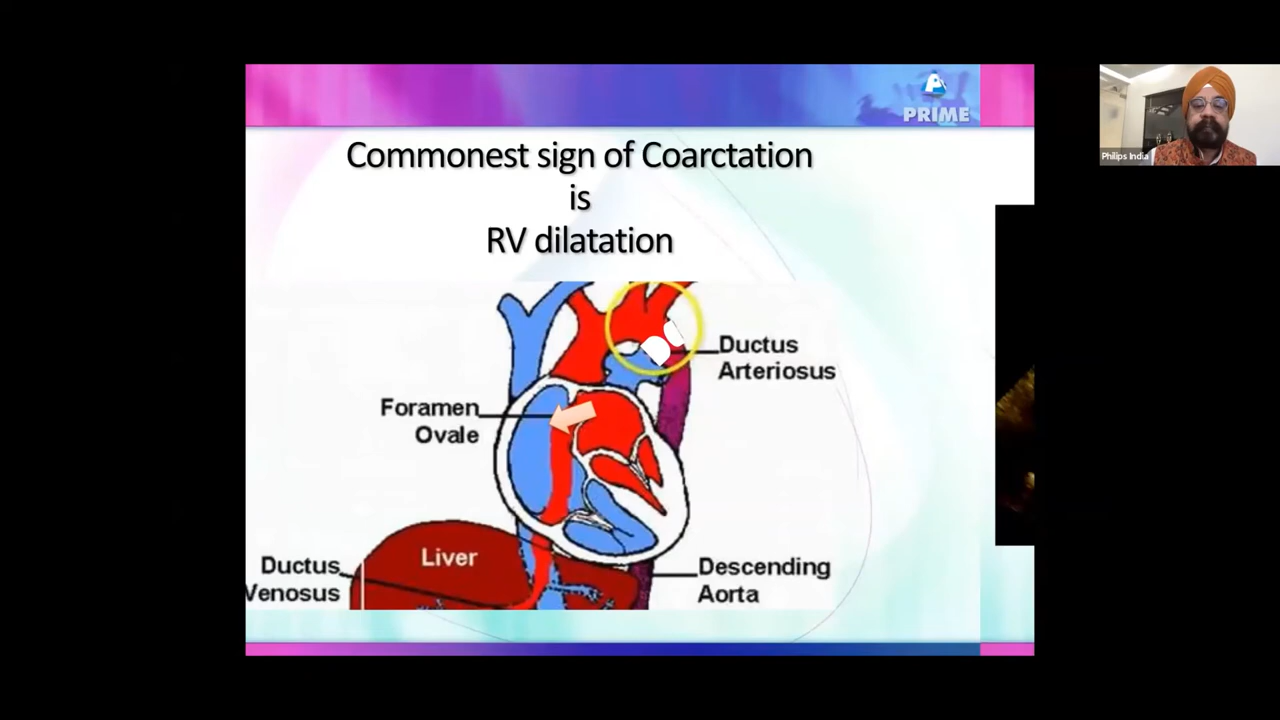 PRIME
Philips India
Commonest sign of Coarctation
is
RV dilatation
Ductus
Arteriosus
Foramen
Ovale
Liver
Ductus
Venosus
Descending
Aorta